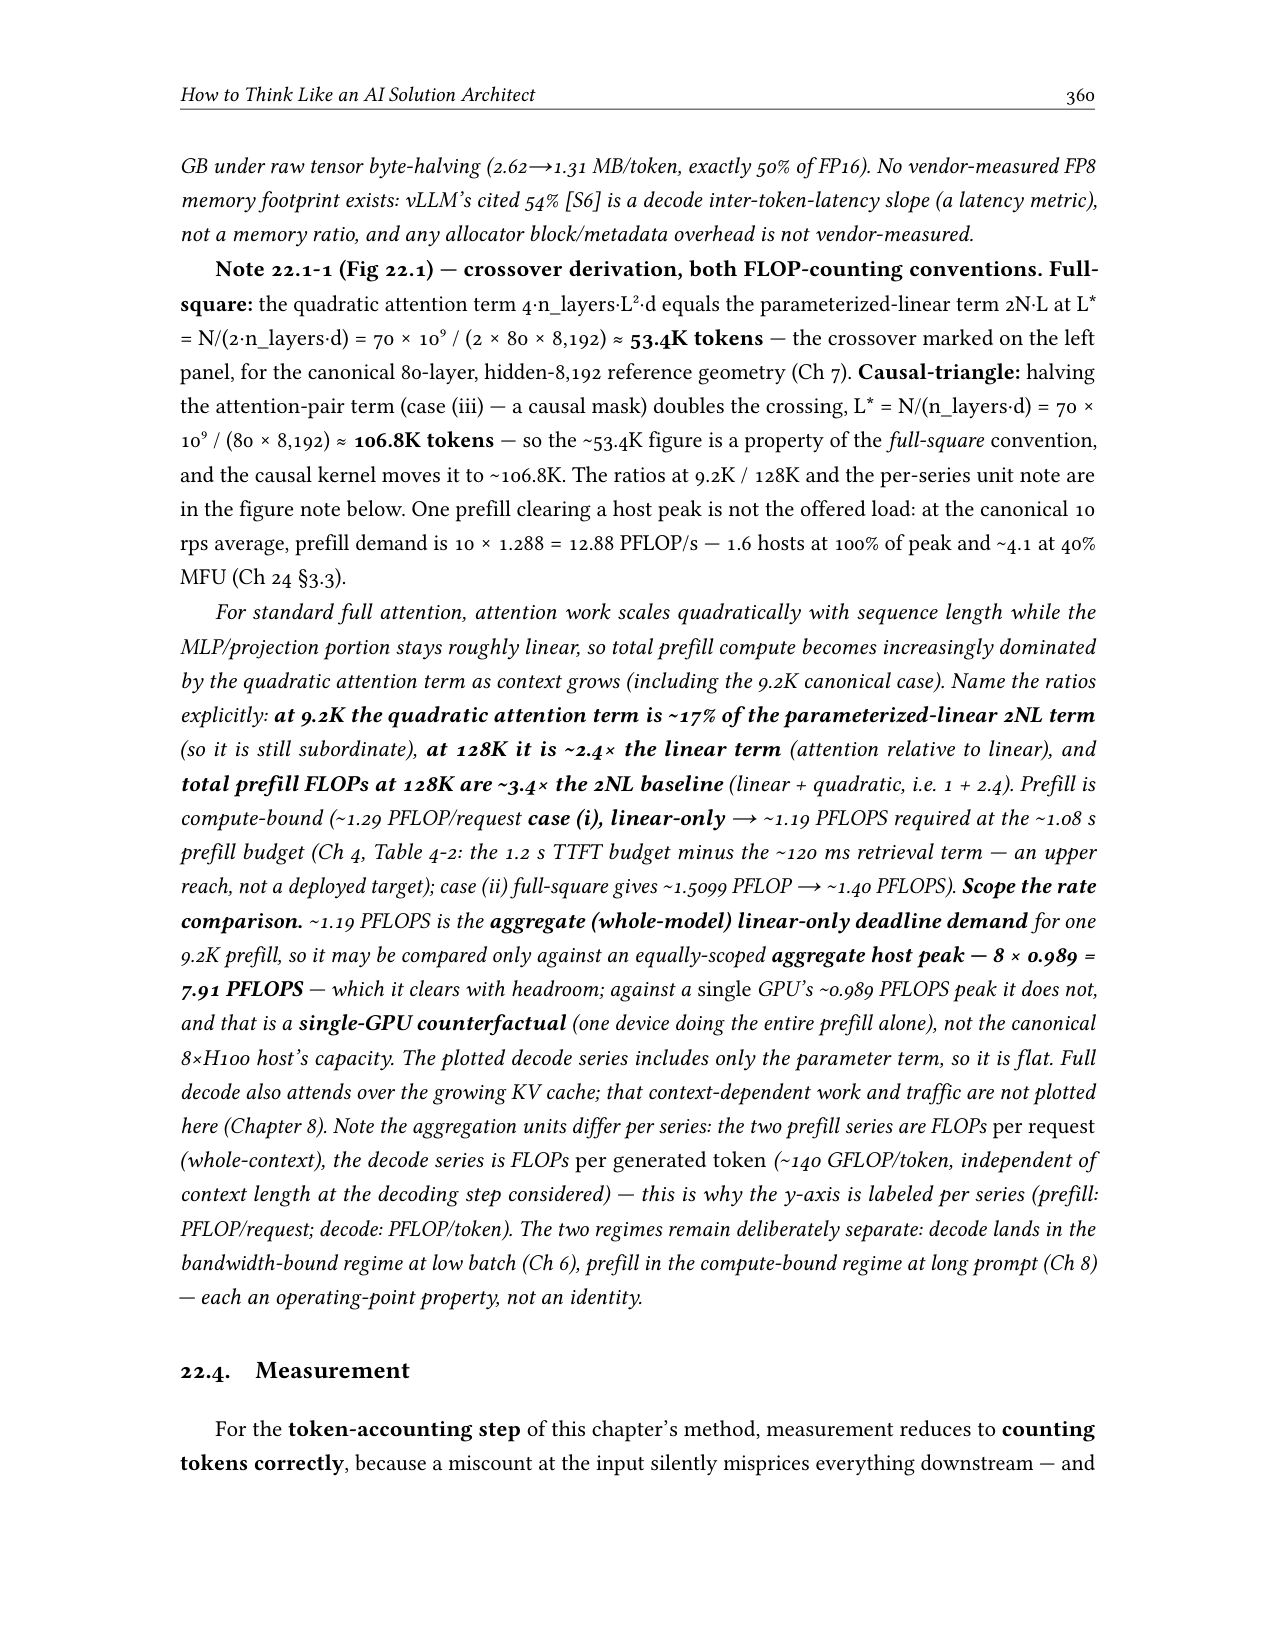 How to Think Like an AI Solution Architect 360
GB under raw tensor byte-halving (2.62⟶1.31 MB/token, exactly 50% of FP16). No vendor-measured FP8
memory footprint exists: vLLM's cited 54% [S6] is a decode inter-token-latency slope (a latency metric),
not a memory ratio, and any allocator block/metadata overhead is not vendor-measured.
Note 22.1-1 (Fig 22.1) — crossover derivation, both FLOP-counting conventions. Full-
square: the quadratic attention term 4·n_layers·L²·d equals the parameterized-linear term 2N·L at L*
= N/(2·n_layers·d) = 70 × 10⁹ / (2 × 80 × 8,192) ≈ 53.4K tokens — the crossover marked on the left
panel, for the canonical 80-layer, hidden-8,192 reference geometry (Ch 7). Causal-triangle: halving
the attention-pair term (case (iii) — a causal mask) doubles the crossing, L* = N/(n_layers·d) = 70 ×
10⁹ / (80 × 8,192) ≈ 106.8K tokens — so the ~53.4K figure is a property of the full-square convention,
and the causal kernel moves it to ~106.8K. The ratios at 9.2K / 128K and the per-series unit note are
in the figure note below. One prefill clearing a host peak is not the offered load: at the canonical 10
rps average, prefill demand is 10 × 1.288 = 12.88 PFLOP/s — 1.6 hosts at 100% of peak and ~4.1 at 40%
MFU (Ch 24 §3.3).
For standard full attention, attention work scales quadratically with sequence length while the
MLP/projection portion stays roughly linear, so total prefill compute becomes increasingly dominated
by the quadratic attention term as context grows (including the 9.2K canonical case). Name the ratios
explicitly: at 9.2K the quadratic attention term is ~17% of the parameterized-linear 2NL term
(so it is still subordinate), at 128K it is ~2.4× the linear term (attention relative to linear), and
total prefill FLOPs at 128K are ~3.4× the 2NL baseline (linear + quadratic, i.e. 1 + 2.4). Prefill is
compute-bound (~1.29 PFLOP/request case (i), linear-only ⟶ ~1.19 PFLOPS required at the ~1.08 s
prefill budget (Ch 4, Table 4-2: the 1.2 s TTFT budget minus the ~120 ms retrieval term — an upper
reach, not a deployed target); case (ii) full-square gives ~1.5099 PFLOP ⟶ ~1.40 PFLOPS). Scope the rate
comparison. ~1.19 PFLOPS is the aggregate (whole-model) linear-only deadline demand for one
9.2K prefill, so it may be compared only against an equally-scoped aggregate host peak — 8 × 0.989 =
7.91 PFLOPS — which it clears with headroom; against a single GPU's ~0.989 PFLOPS peak it does not,
and that is a single-GPU counterfactual (one device doing the entire prefill alone), not the canonical
8×H100 host's capacity. The plotted decode series includes only the parameter term, so it is flat. Full
decode also attends over the growing KV cache; that context-dependent work and traffic are not plotted
here (Chapter 8). Note the aggregation units differ per series: the two prefill series are FLOPs per request
(whole-context), the decode series is FLOPs per generated token (~140 GFLOP/token, independent of
context length at the decoding step considered) — this is why the y-axis is labeled per series (prefill:
PFLOP/request; decode: PFLOP/token). The two regimes remain deliberately separate: decode lands in the
bandwidth-bound regime at low batch (Ch 6), prefill in the compute-bound regime at long prompt (Ch 8)
— each an operating-point property, not an identity.
22.4. Measurement
For the token-accounting step of this chapter's method, measurement reduces to counting
tokens correctly, because a miscount at the input silently misprices everything downstream — and